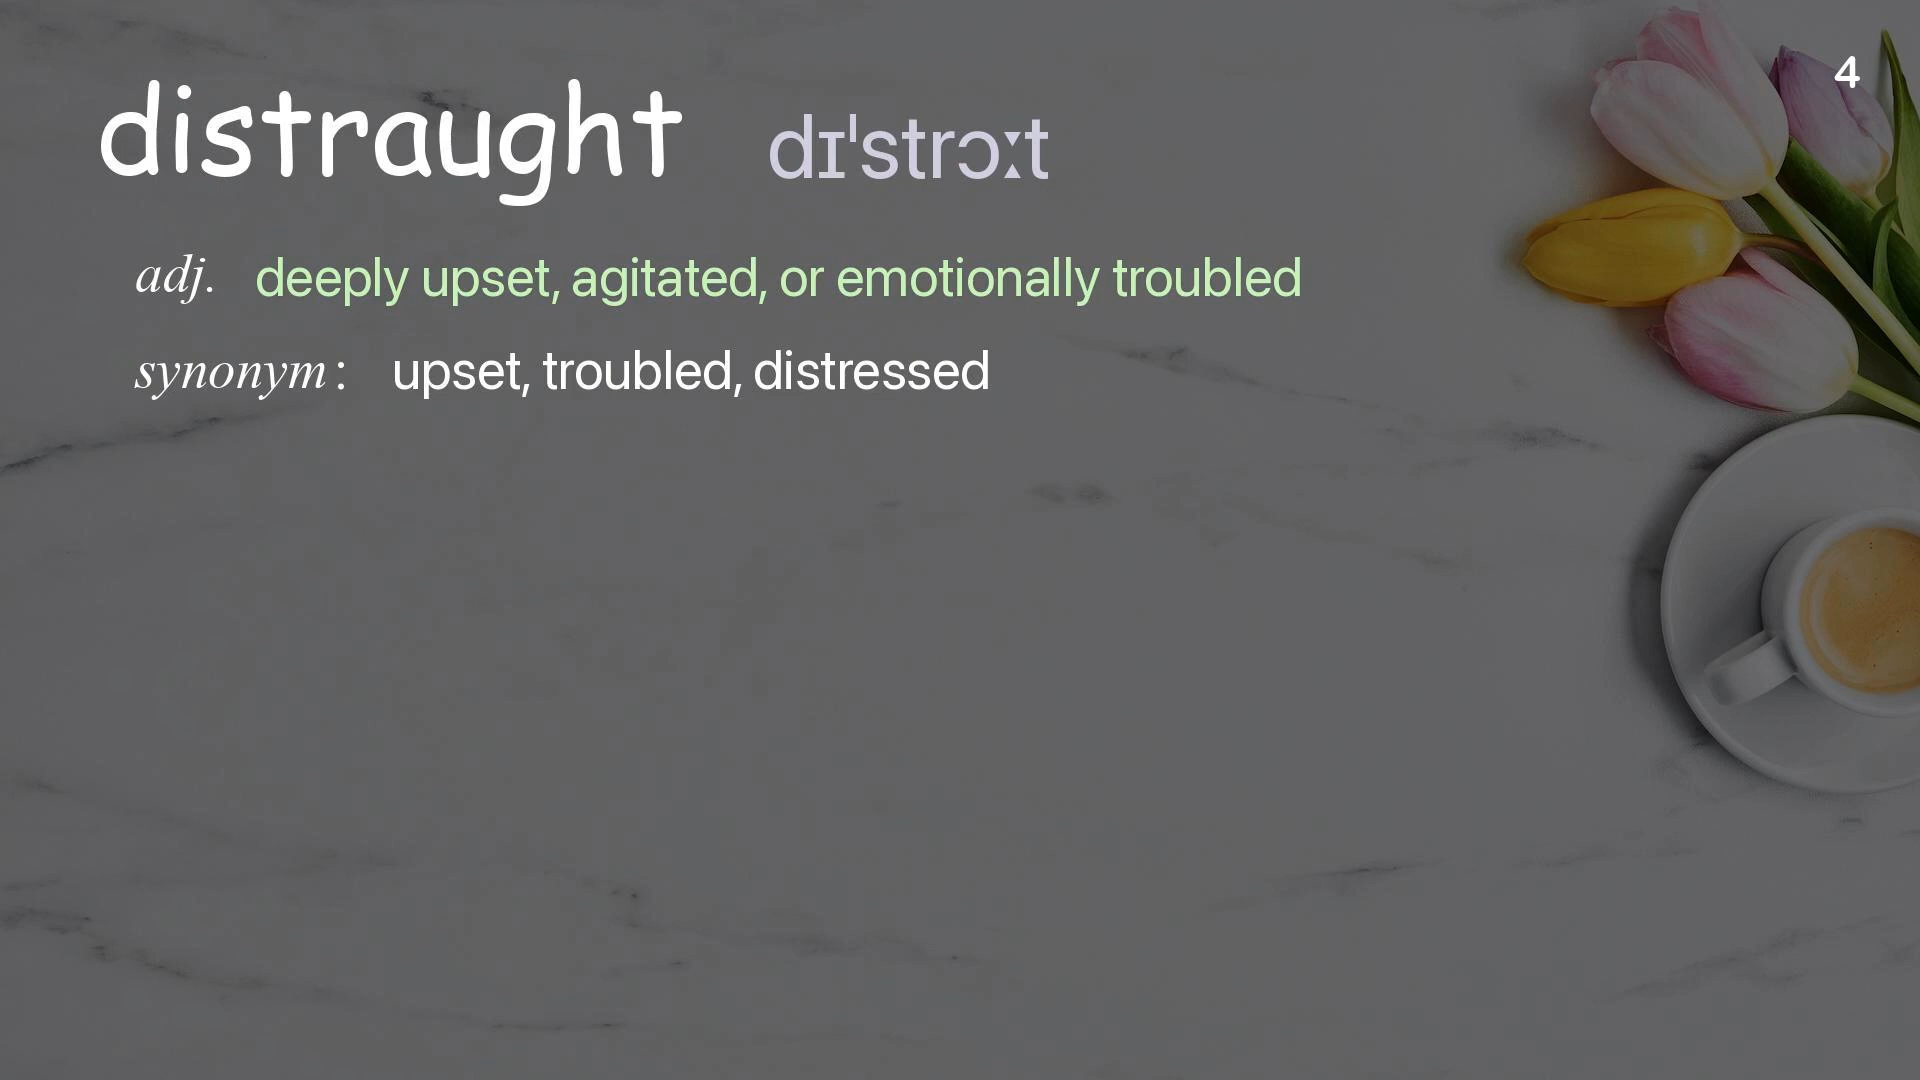 4
distraught dɪˈstrɔːt
adj. deeply upset, agitated, or emotionally troubled
synonym: upset, troubled, distressed